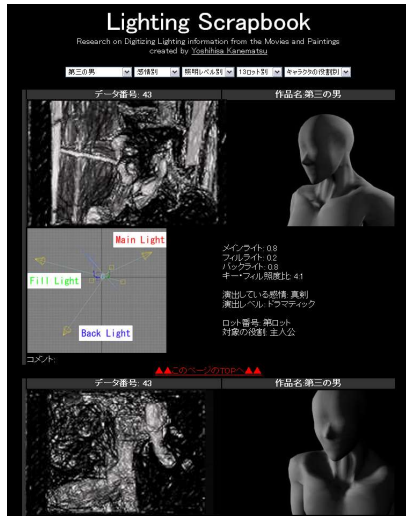 Lighting Scrapbook
Research on Digitizing Lighting information from the Movies and Paintings
created by Yoshihisa Kanematsu
第三の男 感情別 照明レベル別 13ロット別 キャラクタの役割別
データ番号: 43 作品名:第三の男
Main Light
Fill Light
Back Light
メインライト: 0.8
フィルライト: 0.2
バックライト: 0.8
キー・フィル照度比: 4:1
演出している感情: 真剣
演出レベル: ドラマティック
ロット番号: 第ロット
対象の役割: 主人公
コメント:
▲▲このページのTOPへ▲▲
データ番号: 43 作品名:第三の男